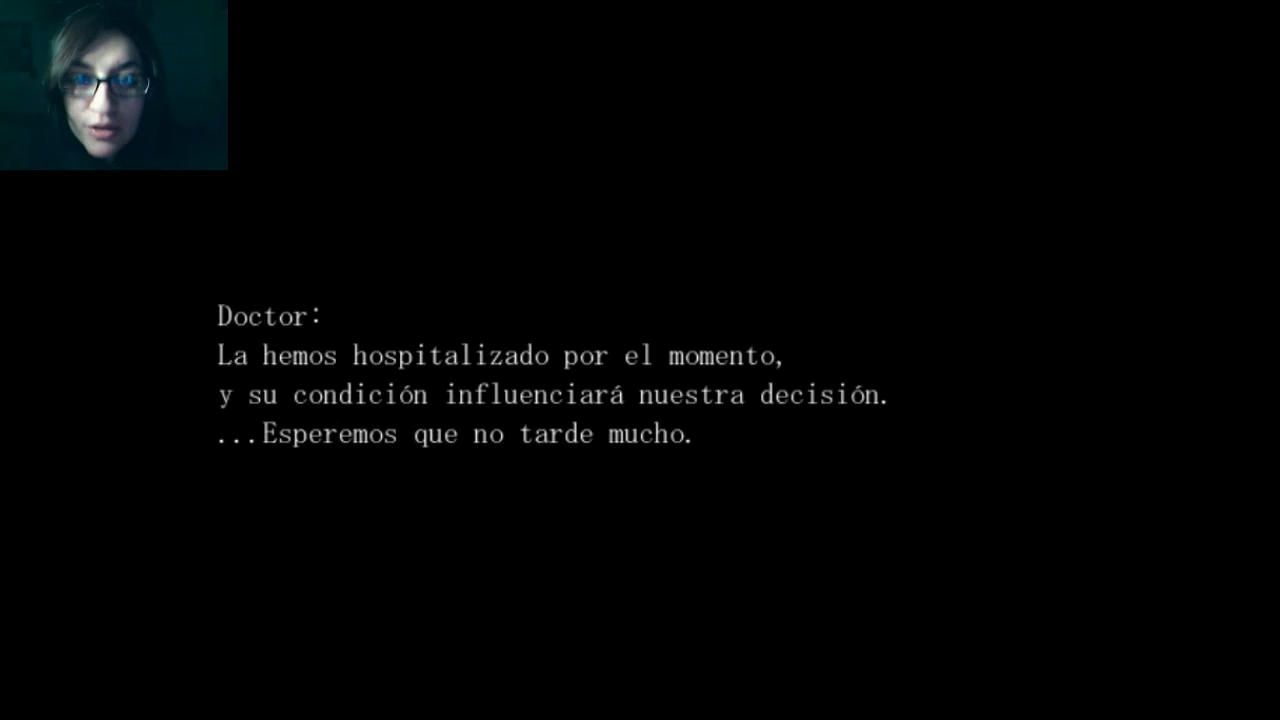 Doctor:
La hemos hospitalizado por el momento,
y su condición influenciará nuestra decisión.
...Esperemos que no tarde mucho.